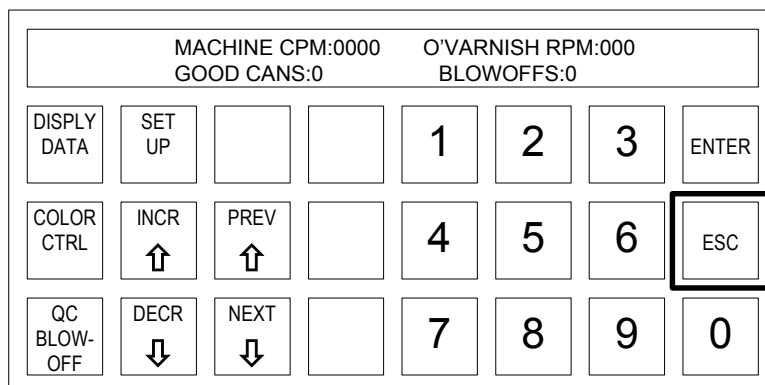 MACHINE CPM:0000 O'VARNISH RPM:000
GOOD CANS:0 BLOWOFFS:0
DISPLY
DATA
SET
UP
1
2
3
ENTER
COLOR
CTRL
INCR
PREV
4
5
6
ESC
QC
BLOW-
OFF
DECR
NEXT
7
8
9
0